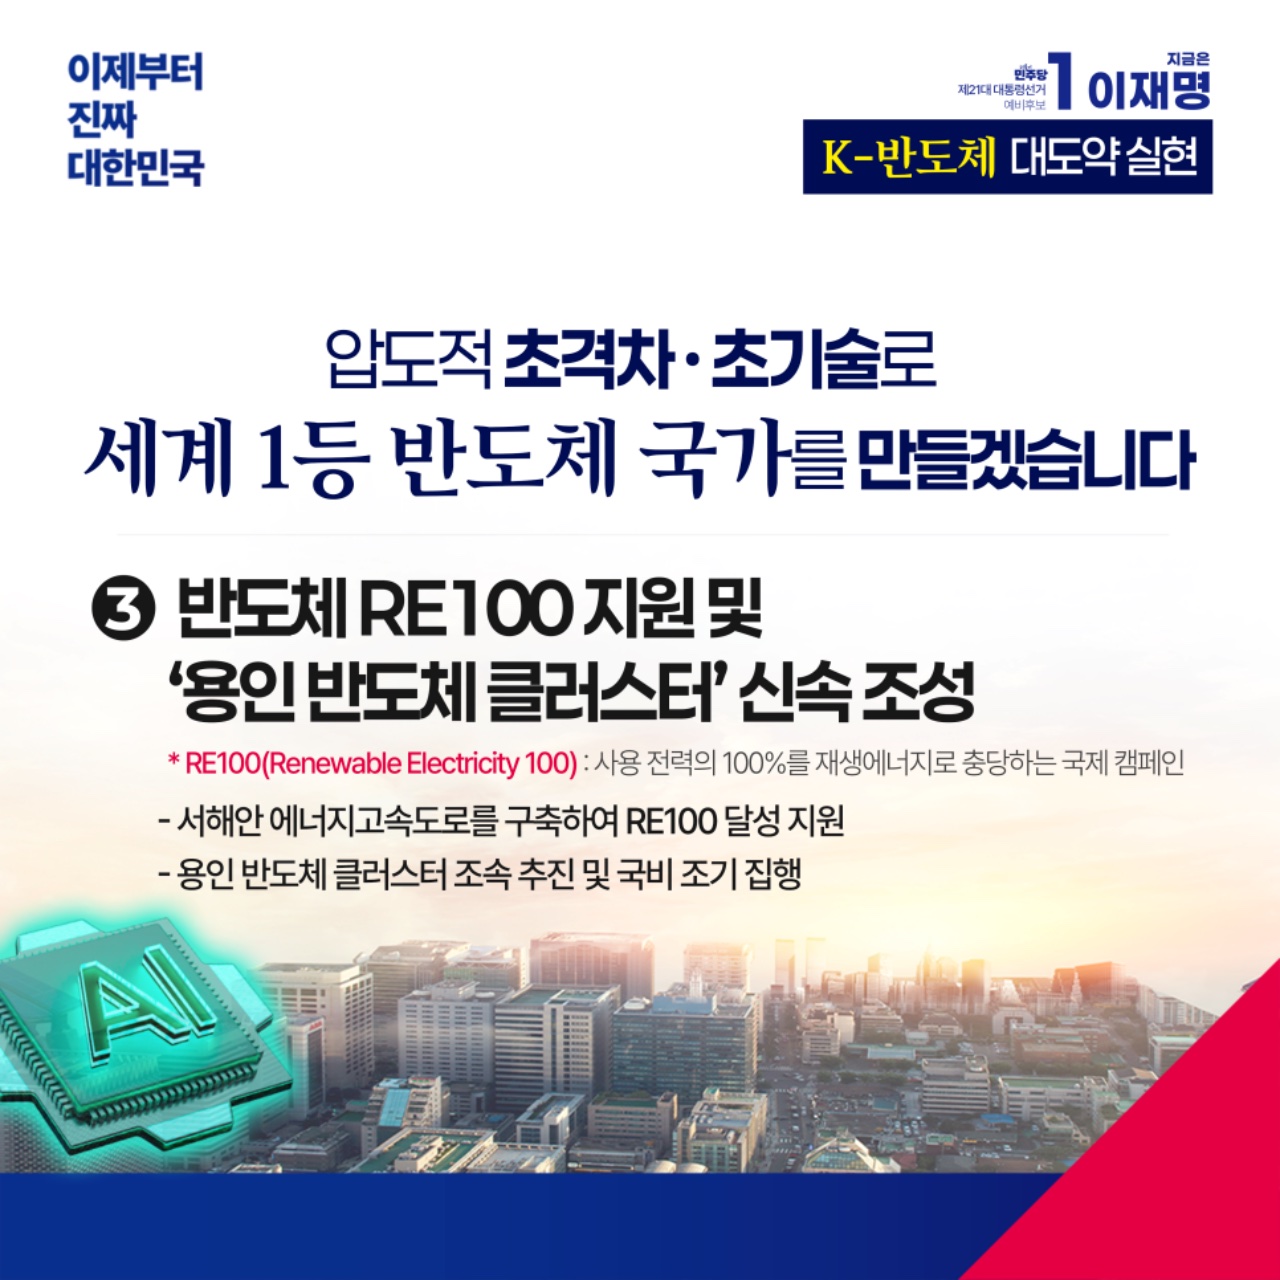 이제부터
진짜
대한민국
지금은
민주당
제21대 대통령선거
예비후보
1 이재명
K-반도체 대도약 실현
압도적 초격차·초기술로
세계 1등 반도체 국가를 만들겠습니다
3 반도체 RE100 지원 및
‘용인 반도체 클러스터’ 신속 조성
* RE100(Renewable Electricity 100) : 사용 전력의 100%를 재생에너지로 충당하는 국제 캠페인
- 서해안 에너지고속도로를 구축하여 RE100 달성 지원
- 용인 반도체 클러스터 조속 추진 및 국비 조기 집행
AI